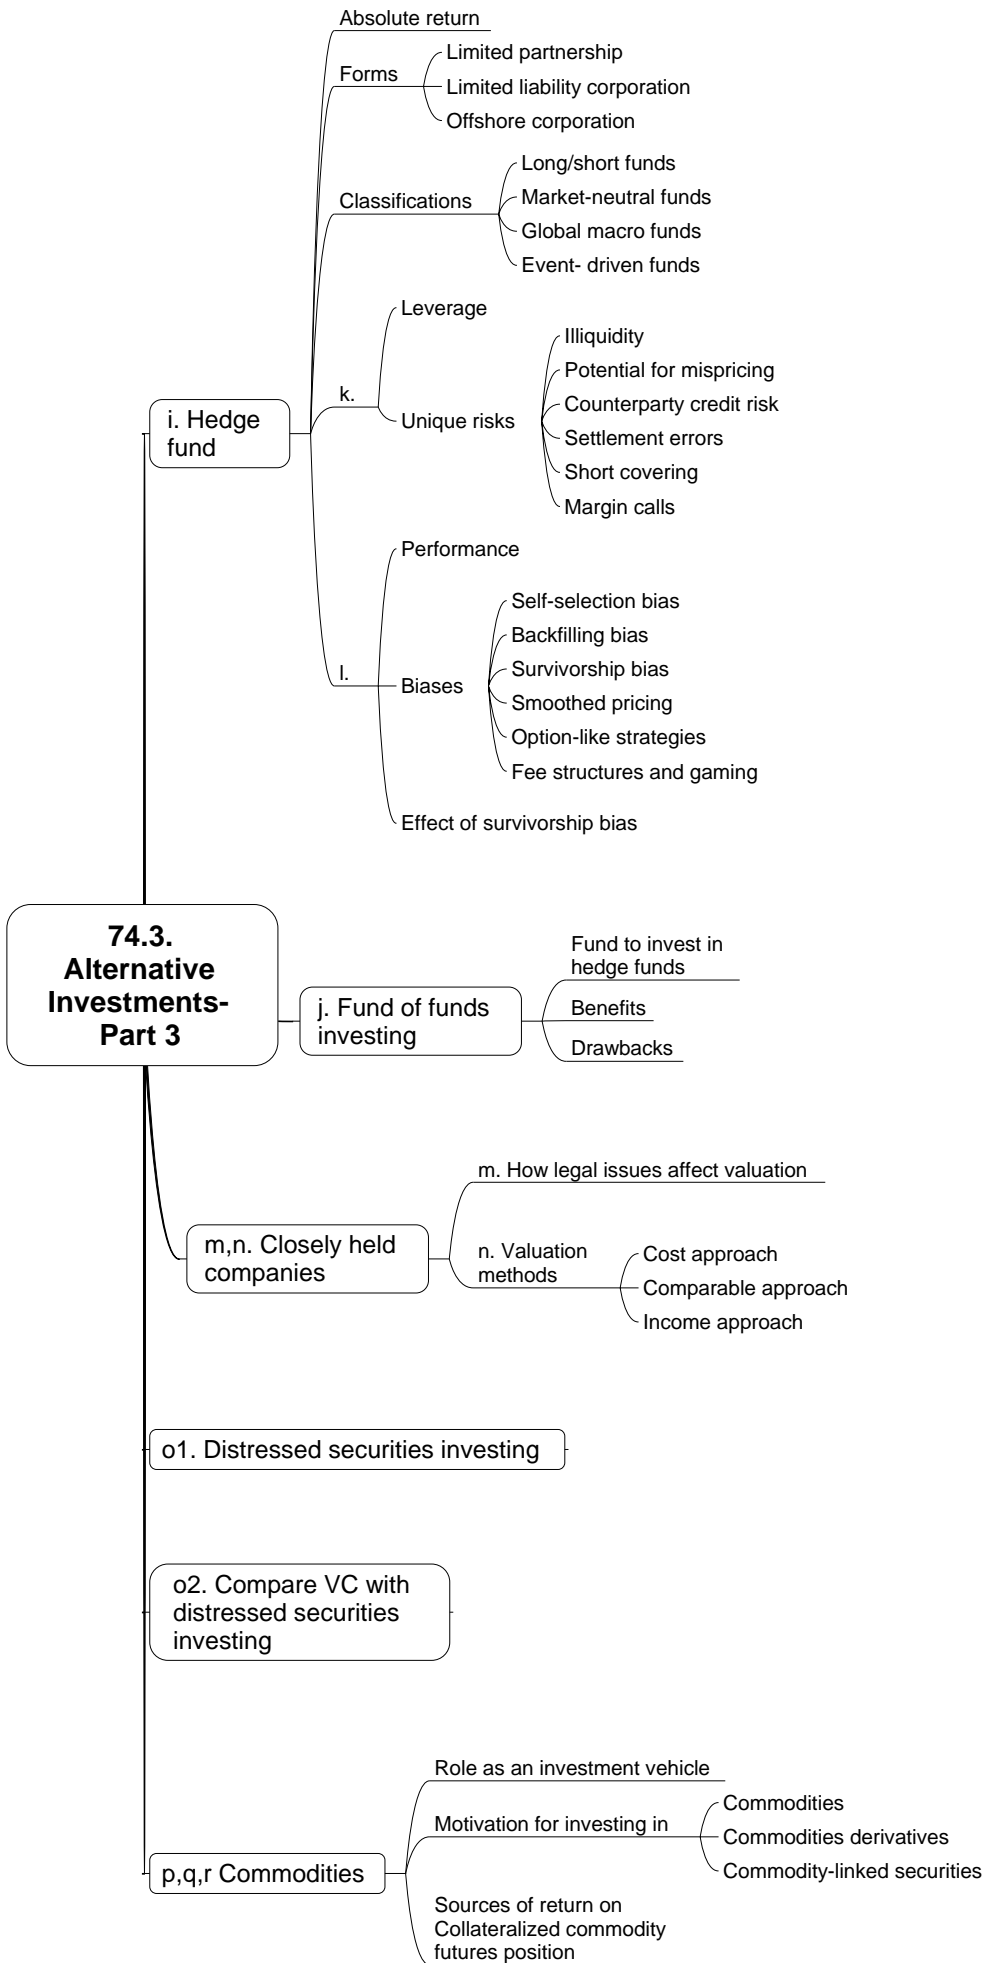 Absolute return
Forms
Limited partnership
Limited liability corporation
Offshore corporation
Classifications
Long/short funds
Market-neutral funds
Global macro funds
Event- driven funds
i. Hedge
fund
k.
Leverage
Unique risks
Illiquidity
Potential for mispricing
Counterparty credit risk
Settlement errors
Short covering
Margin calls
l.
Performance
Biases
Self-selection bias
Backfilling bias
Survivorship bias
Smoothed pricing
Option-like strategies
Fee structures and gaming
Effect of survivorship bias
74.3.
Alternative
Investments-
Part 3
j. Fund of funds
investing
Fund to invest in
hedge funds
Benefits
Drawbacks
m,n. Closely held
companies
m. How legal issues affect valuation
n. Valuation
methods
Cost approach
Comparable approach
Income approach
o1. Distressed securities investing
o2. Compare VC with
distressed securities
investing
p,q,r Commodities
Role as an investment vehicle
Motivation for investing in
Commodities
Commodities derivatives
Commodity-linked securities
Sources of return on
Collateralized commodity
futures position